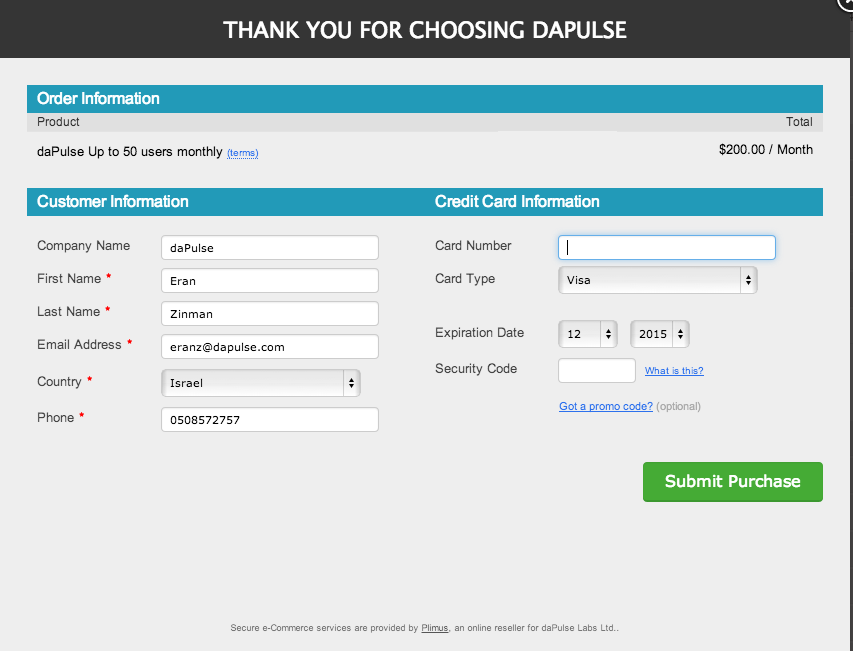 THANK YOU FOR CHOOSING DAPULSE
Order Information
Product Total
daPulse Up to 50 users monthly (terms) $200.00 / Month
Customer Information Credit Card Information
Company Name daPulse Card Number
First Name * Eran Card Type Visa
Last Name * Zinman
Email Address * eranz@dapulse.com Expiration Date 12 2015
Country * Israel Security Code What is this?
Phone * 0508572757 Got a promo code? (optional)
Submit Purchase
Secure e-Commerce services are provided by Plimus, an online reseller for daPulse Labs Ltd..